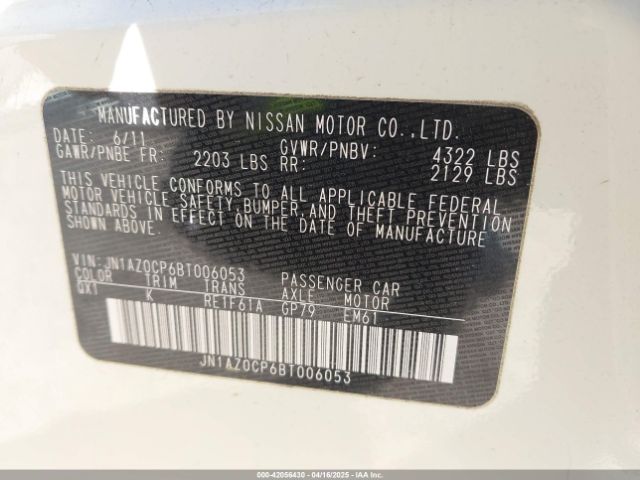 MANUFACTURED BY NISSAN MOTOR CO.,LTD.
DATE: 6/11 GVWR/PNBV: 4322 LBS
GAWR/PNBE FR: 2203 LBS RR: 2129 LBS
THIS VEHICLE CONFORMS TO ALL APPLICABLE FEDERAL
MOTOR VEHICLE SAFETY,BUMPER,AND THEFT PREVENTION
STANDARDS IN EFFECT ON THE DATE OF MANUFACTURE
SHOWN ABOVE.
VIN:JN1AZ0CP6BT006053 PASSENGER CAR
COLOR TRIM TRANS AXLE MOTOR
QX1 K RE1F61A GP79 EM61
JN1AZ0CP6BT006053
000-42056430 - 04/16/2025 - IAAI.COM